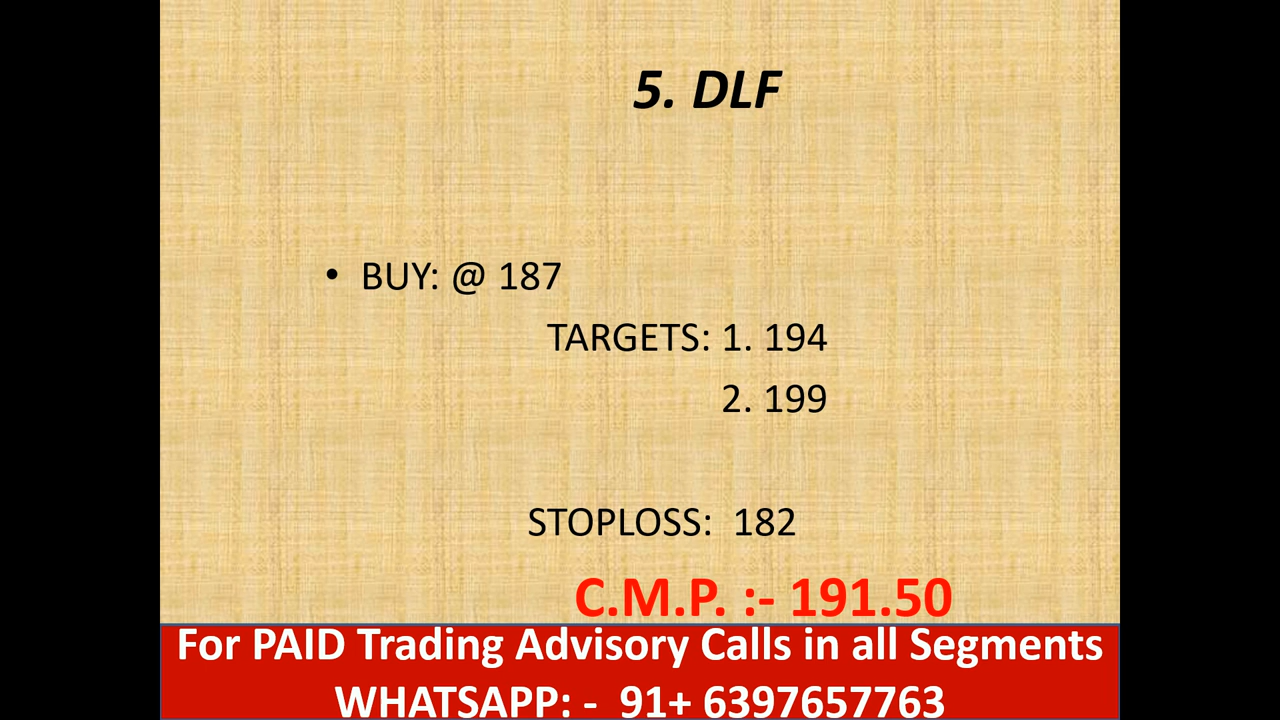 5. DLF
• BUY: @ 187
TARGETS: 1. 194
2. 199
STOPLOSS: 182
C.M.P. :- 191.50
For PAID Trading Advisory Calls in all Segments
WHATSAPP: - 91+ 6397657763